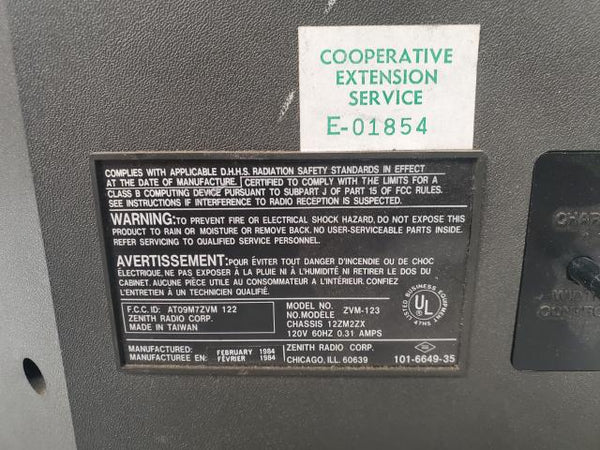 COOPERATIVE
EXTENSION
SERVICE
E-01854
COMPLIES WITH APPLICABLE D.H.H.S. RADIATION SAFETY STANDARDS IN EFFECT
AT THE DATE OF MANUFACTURE. CERTIFIED TO COMPLY WITH THE LIMITS FOR A
CLASS B COMPUTING DEVICE PURSUANT TO SUBPART J OF PART 15 OF FCC RULES.
SEE INSTRUCTIONS IF INTERFERENCE TO RADIO RECEPTION IS SUSPECTED.
WARNING: TO PREVENT FIRE OR ELECTRICAL SHOCK HAZARD, DO NOT EXPOSE THIS
PRODUCT TO RAIN OR MOISTURE OR REMOVE BACK. NO USER-SERVICEABLE PARTS INSIDE.
REFER SERVICING TO QUALIFIED SERVICE PERSONNEL.
AVERTISSEMENT: POUR ÉVITER TOUT DANGER D'INCENDIE OU DE CHOC
ÉLECTRIQUE, NE PAS EXPOSER À LA PLUIE NI À L'HUMIDITÉ NI RETIRER LE DOS DU
CABINET. AUCUNE PIÈCE UTILE AU CONSOMMATEUR À L'INTÉRIEUR. CONFIEZ
L'ENTRETIEN À UN TECHNICIEN QUALIFIÉ.
F.C.C. ID: ATO9M7ZVM 122
ZENITH RADIO CORP.
MADE IN TAIWAN
MODEL NO.
NO. MODÈLE ZVM-123
CHASSIS 12ZM2ZX
120V 60HZ 0.31 AMPS
LISTED BUSINESS EQUIPMENT
UL
47H5
MANUFACTURED: FEBRUARY 1984
MANUFACTURÉE EN: FÉVRIER 1984
ZENITH RADIO CORP.
CHICAGO, ILL. 60639
101-6649-35